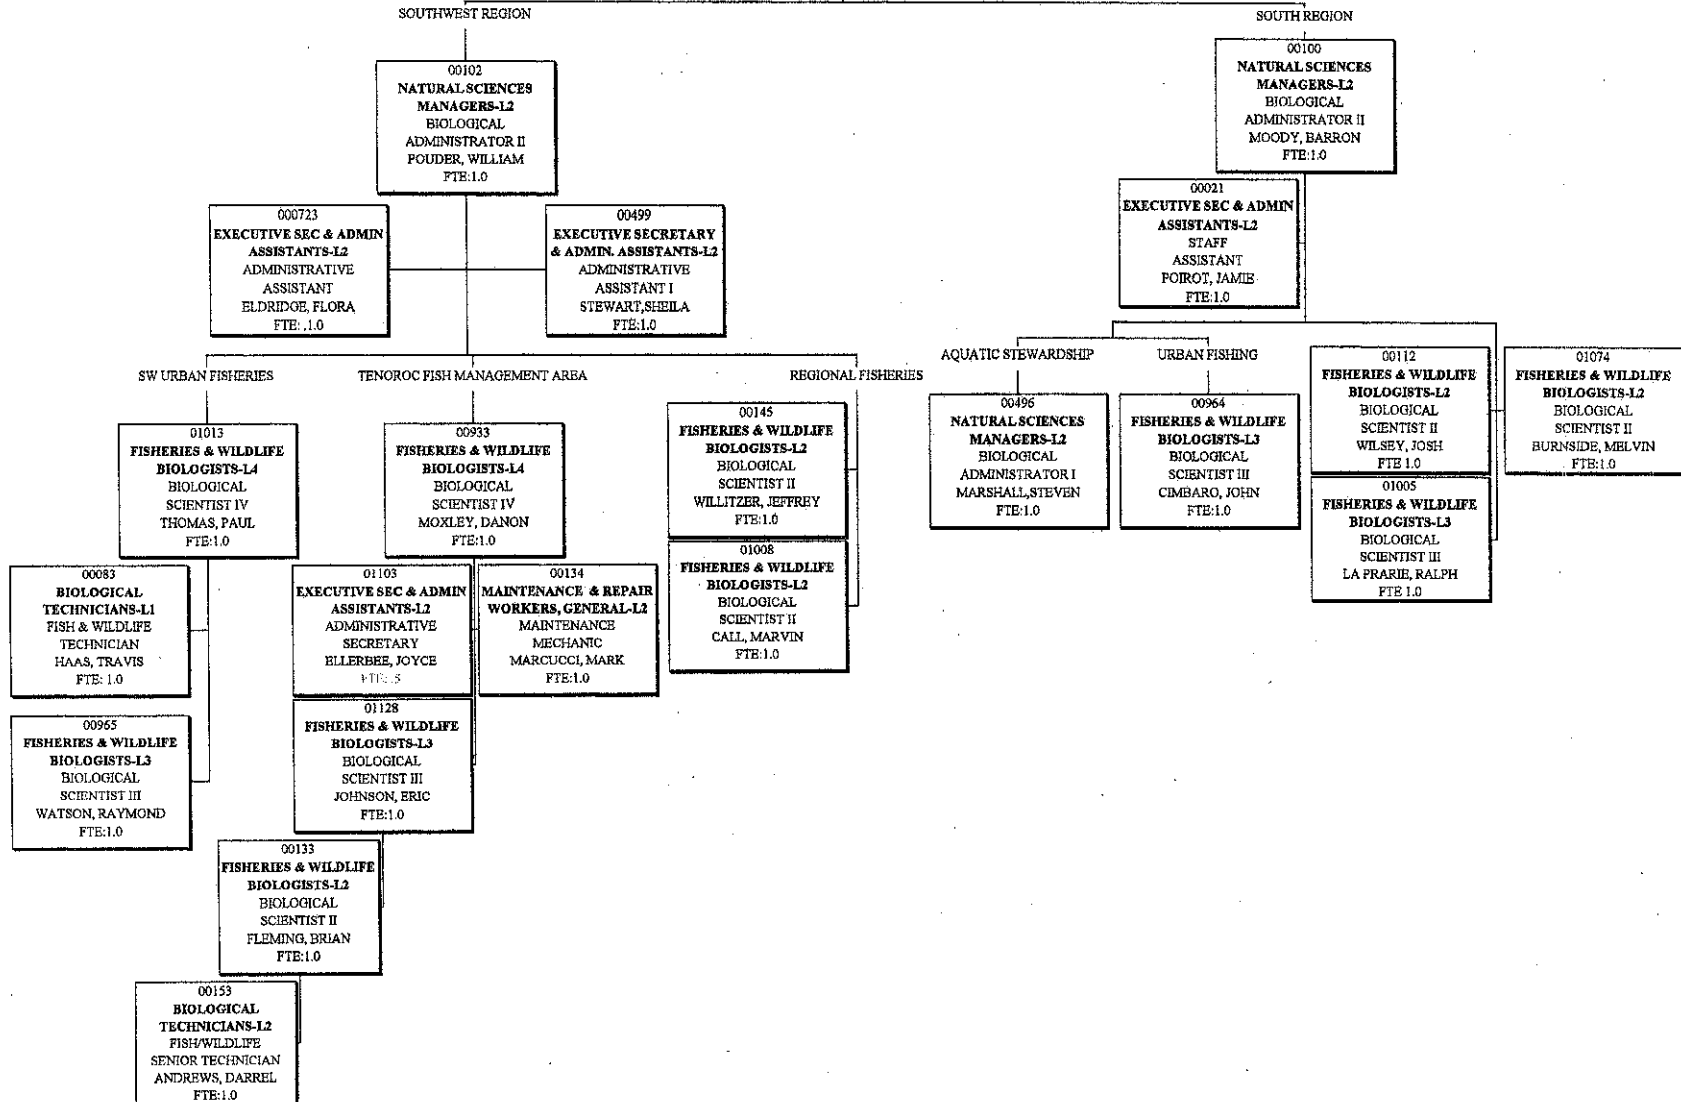 SOUTHWEST REGION
00102
NATURAL SCIENCES
MANAGERS-L2
BIOLOGICAL
ADMINISTRATOR II
POUDER, WILLIAM
FTE:1.0
000723
EXECUTIVE SEC & ADMIN
ASSISTANTS-L2
ADMINISTRATIVE
ASSISTANT
ELDRIDGE, FLORA
FTE: .1.0
00499
EXECUTIVE SECRETARY
& ADMIN. ASSISTANTS-L2
ADMINISTRATIVE
ASSISTANT I
STEWART,SHEILA
FTE:1.0
SW URBAN FISHERIES
01013
FISHERIES & WILDLIFE
BIOLOGISTS-L4
BIOLOGICAL
SCIENTIST IV
THOMAS, PAUL
FTE:1.0
00083
BIOLOGICAL
TECHNICIANS-L1
FISH & WILDLIFE
TECHNICIAN
HAAS, TRAVIS
FTE: 1.0
00965
FISHERIES & WILDLIFE
BIOLOGISTS-L3
BIOLOGICAL
SCIENTIST III
WATSON, RAYMOND
FTE:1.0
TENOROC FISH MANAGEMENT AREA
00933
FISHERIES & WILDLIFE
BIOLOGISTS-L4
BIOLOGICAL
SCIENTIST IV
MOXLEY, DANON
FTE:1.0
01103
EXECUTIVE SEC & ADMIN
ASSISTANTS-L2
ADMINISTRATIVE
SECRETARY
ELLERBEE, JOYCE
FTE: .5
00134
MAINTENANCE & REPAIR
WORKERS, GENERAL-L2
MAINTENANCE
MECHANIC
MARCUCCI, MARK
FTE:1.0
01128
FISHERIES & WILDLIFE
BIOLOGISTS-L3
BIOLOGICAL
SCIENTIST III
JOHNSON, ERIC
FTE:1.0
00133
FISHERIES & WILDLIFE
BIOLOGISTS-L2
BIOLOGICAL
SCIENTIST II
FLEMING, BRIAN
FTE:1.0
00153
BIOLOGICAL
TECHNICIANS-L2
FISH/WILDLIFE
SENIOR TECHNICIAN
ANDREWS, DARREL
FTE:1.0
REGIONAL FISHERIES
00145
FISHERIES & WILDLIFE
BIOLOGISTS-L2
BIOLOGICAL
SCIENTIST II
WILLITZER, JEFFREY
FTE:1.0
01008
FISHERIES & WILDLIFE
BIOLOGISTS-L2
BIOLOGICAL
SCIENTIST II
CALL, MARVIN
FTE:1.0
SOUTH REGION
00100
NATURAL SCIENCES
MANAGERS-L2
BIOLOGICAL
ADMINISTRATOR II
MOODY, BARRON
FTE:1.0
00021
EXECUTIVE SEC & ADMIN
ASSISTANTS-L2
STAFF
ASSISTANT
POIROT, JAMIE
FTE:1.0
AQUATIC STEWARDSHIP
00496
NATURAL SCIENCES
MANAGERS-L2
BIOLOGICAL
ADMINISTRATOR I
MARSHALL,STEVEN
FTE:1.0
URBAN FISHING
00964
FISHERIES & WILDLIFE
BIOLOGISTS-L3
BIOLOGICAL
SCIENTIST III
CIMBARO, JOHN
FTE:1.0
00112
FISHERIES & WILDLIFE
BIOLOGISTS-L2
BIOLOGICAL
SCIENTIST II
WILSEY, JOSH
FTE 1.0
01074
FISHERIES & WILDLIFE
BIOLOGISTS-L2
BIOLOGICAL
SCIENTIST II
BURNSIDE, MELVIN
FTE:1.0
01005
FISHERIES & WILDLIFE
BIOLOGISTS-L3
BIOLOGICAL
SCIENTIST III
LA PRARIE, RALPH
FTE 1.0